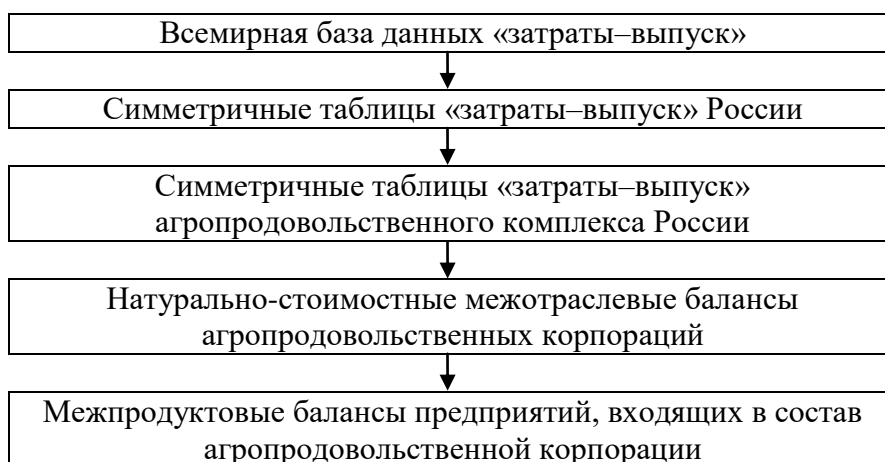 Всемирная база данных «затраты–выпуск»
Симметричные таблицы «затраты–выпуск» России
Симметричные таблицы «затраты–выпуск»
агропродовольственного комплекса России
Натурально-стоимостные межотраслевые балансы
агропродовольственных корпораций
Межпродуктовые балансы предприятий, входящих в состав
агропродовольственной корпорации